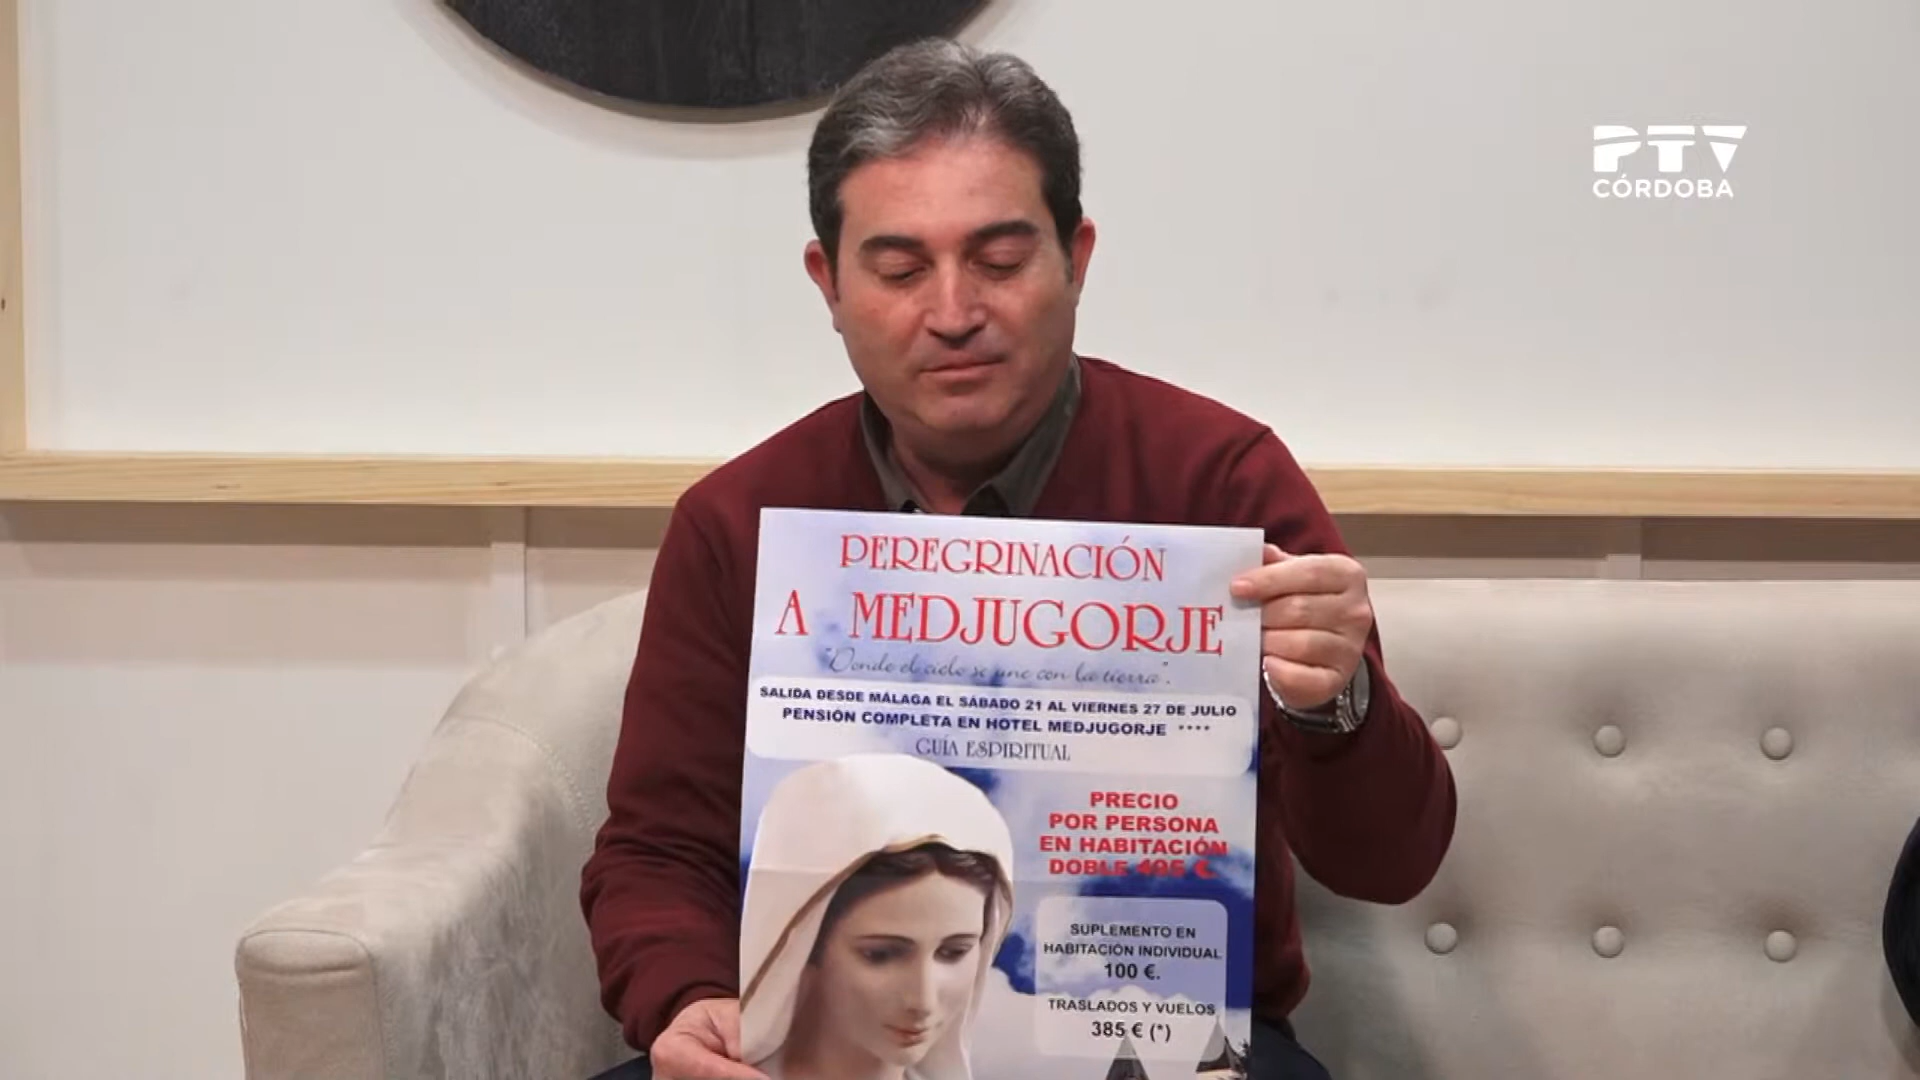 PTV
CÓRDOBA
PEREGRINACIÓN
A MEDJUGORJE
"Donde el cielo se une con la tierra".
SALIDA DESDE MÁLAGA EL SÁBADO 21 AL VIERNES 27 DE JULIO
PENSIÓN COMPLETA EN HOTEL MEDJUGORJE ****
GUÍA ESPIRITUAL
PRECIO
POR PERSONA
EN HABITACIÓN
DOBLE 495 €.
SUPLEMENTO EN
HABITACIÓN INDIVIDUAL
100 €.
TRASLADOS Y VUELOS
385 € (*)